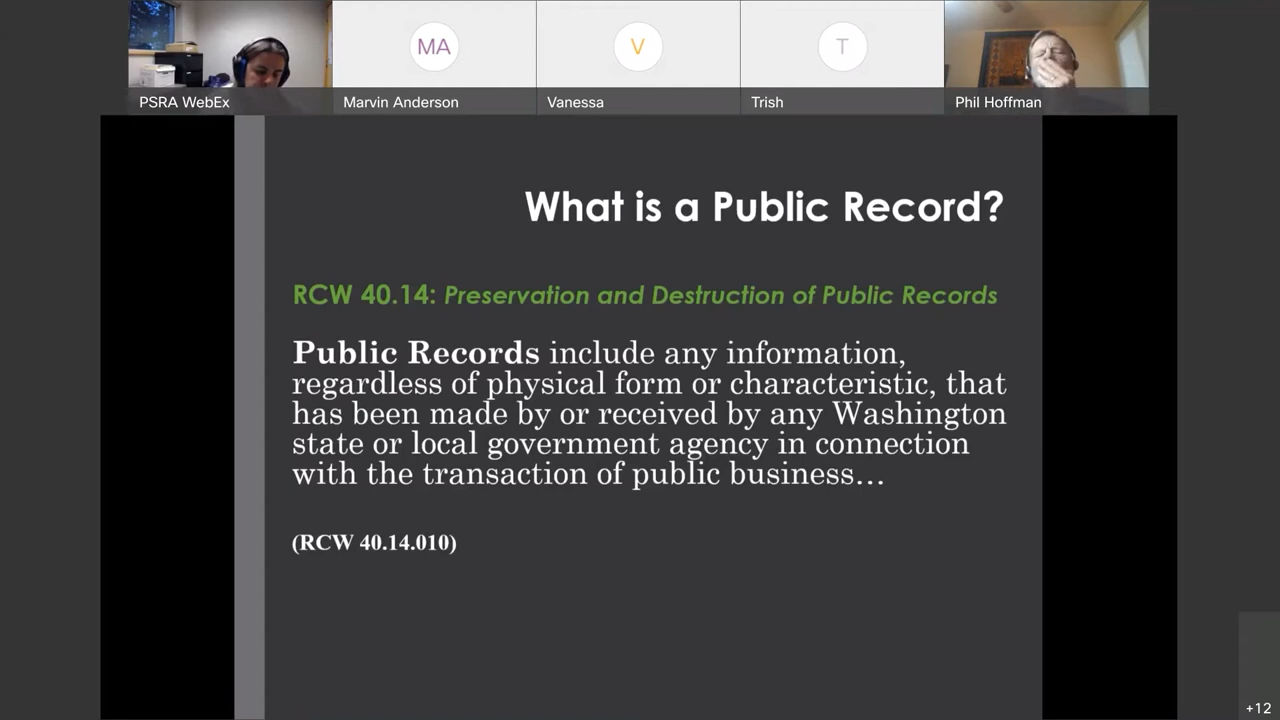 MA
V
T
PSRA WebEx
Marvin Anderson
Vanessa
Trish
Phil Hoffman
What is a Public Record?
RCW 40.14: Preservation and Destruction of Public Records
Public Records include any information,
regardless of physical form or characteristic, that
has been made by or received by any Washington
state or local government agency in connection
with the transaction of public business...
(RCW 40.14.010)
+12